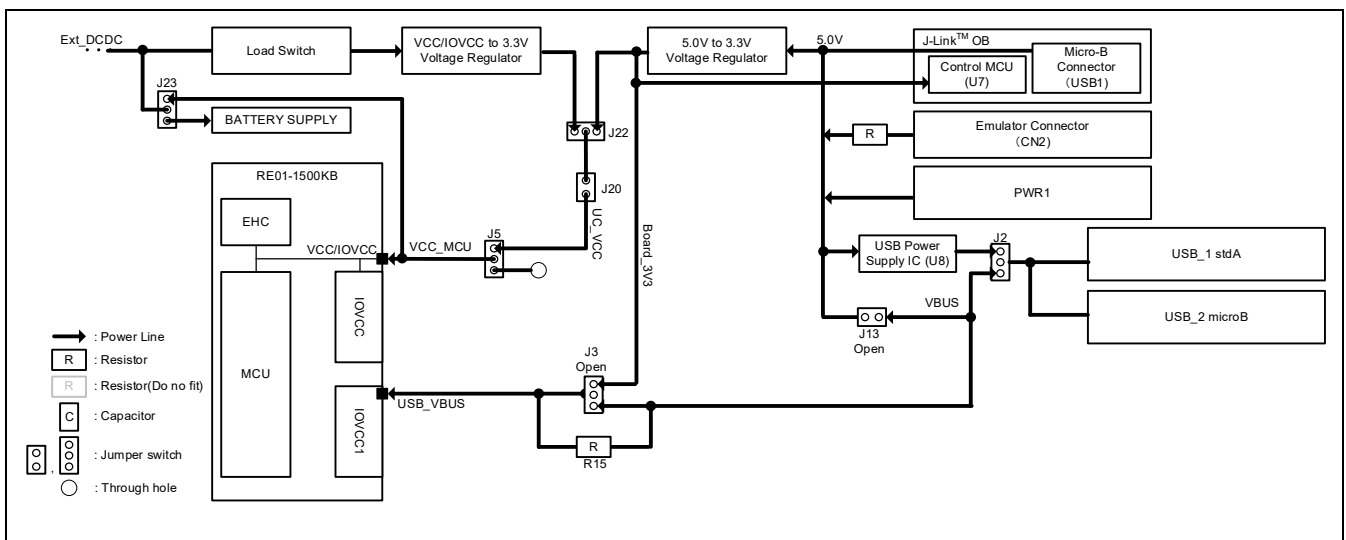 Ext_DCDC
Load Switch
VCC/IOVCC to 3.3V
Voltage Regulator
5.0V to 3.3V
Voltage Regulator
5.0V
J-Link™ OB
Control MCU
(U7)
Micro-B
Connector
(USB1)
J23
BATTERY SUPPLY
J22
R
Emulator Connector
(CN2)
RE01-1500KB
J20
PWR1
EHC
UC_VCC
Board_3V3
VCC/IOVCC
VCC_MCU
J5
USB Power
Supply IC (U8)
J2
USB_1 stdA
IOVCC
VBUS
USB_2 microB
J13
Open
MCU
J3
Open
USB_VBUS
IOVCC1
R
R15
: Power Line
R : Resistor
R : Resistor(Do no fit)
C : Capacitor
, : Jumper switch
: Through hole